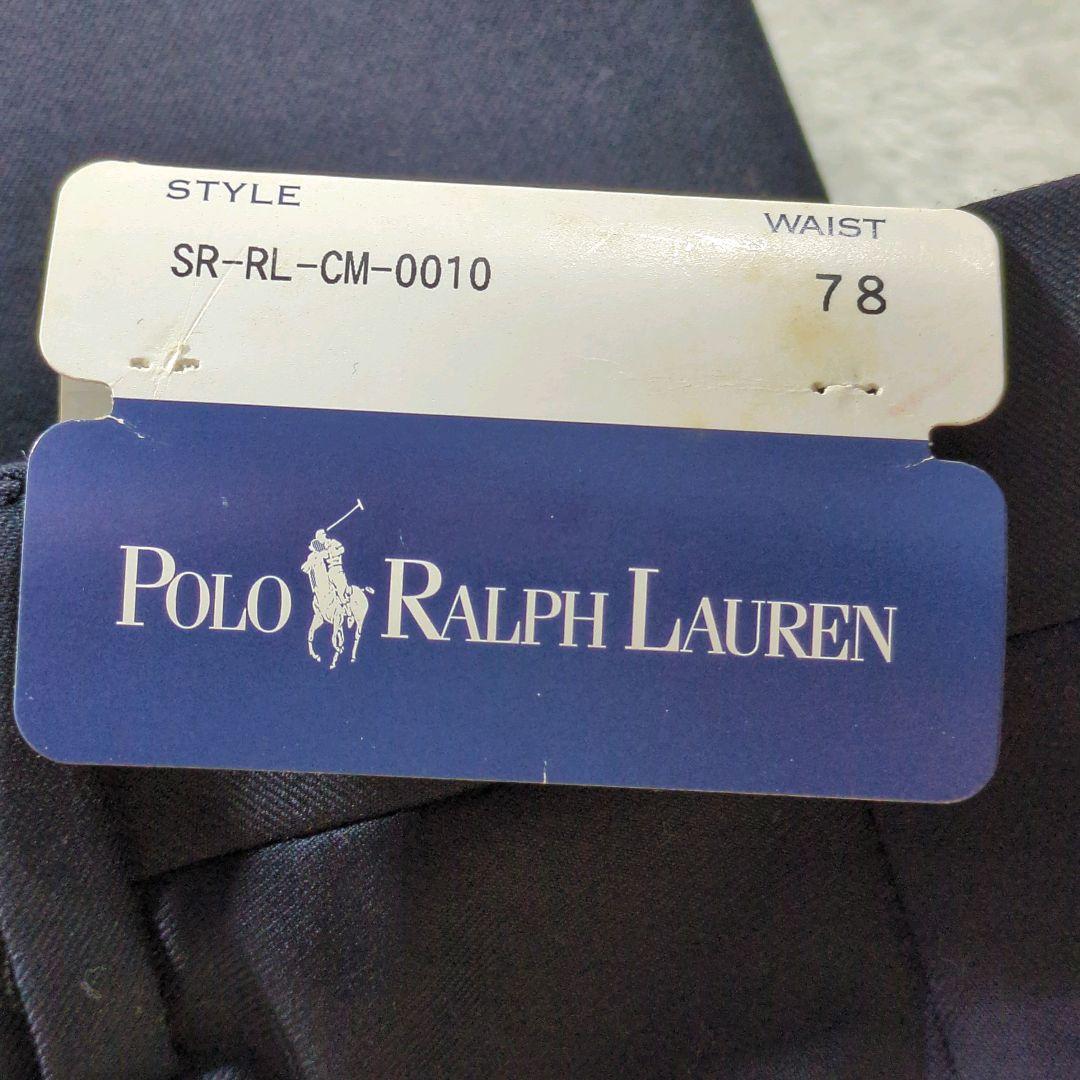 STYLE
WAIST
SR-RL-CM-0010
78
POLO RALPH LAUREN